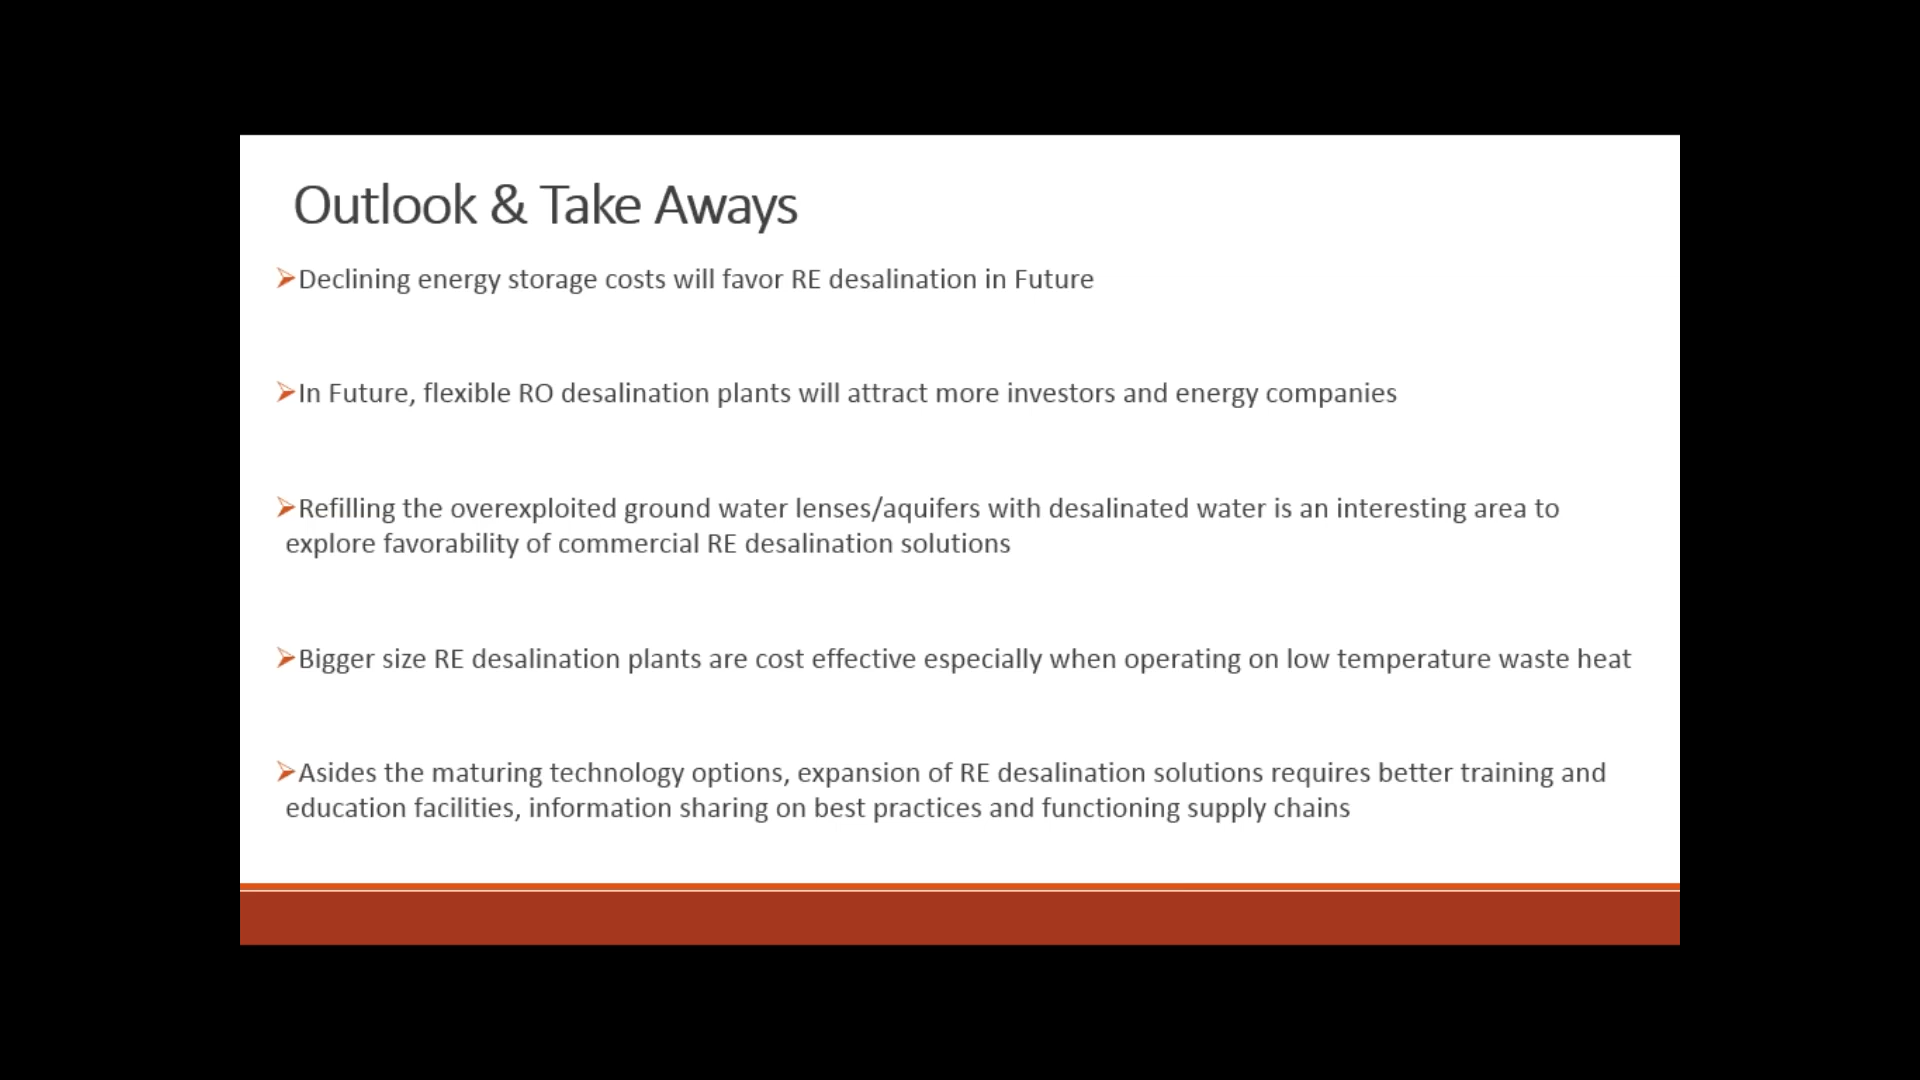 Outlook & Take Aways
➢Declining energy storage costs will favor RE desalination in Future
➢In Future, flexible RO desalination plants will attract more investors and energy companies
➢Refilling the overexploited ground water lenses/aquifers with desalinated water is an interesting area to
explore favorability of commercial RE desalination solutions
➢Bigger size RE desalination plants are cost effective especially when operating on low temperature waste heat
➢Asides the maturing technology options, expansion of RE desalination solutions requires better training and
education facilities, information sharing on best practices and functioning supply chains